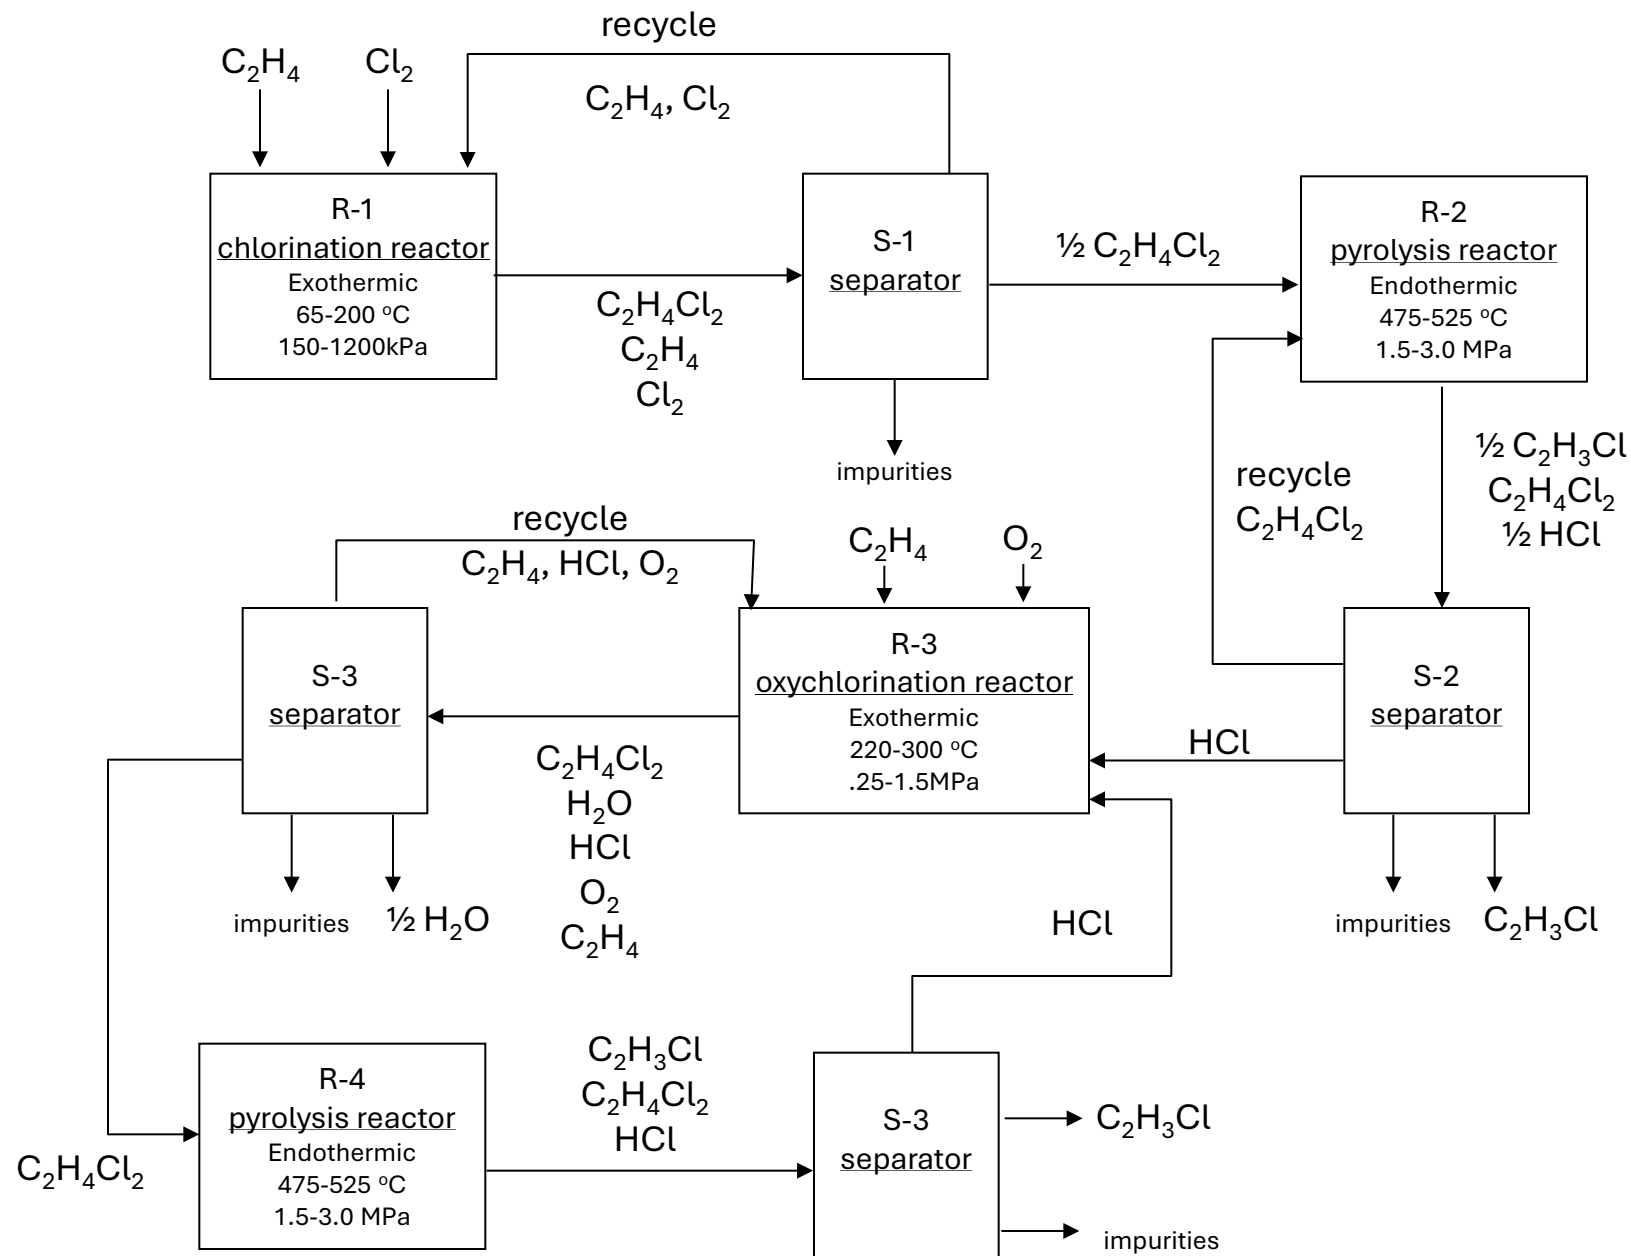 recycle
C₂H₄
Cl₂
C₂H₄, Cl₂
R-1
chlorination reactor
Exothermic
65-200 °C
150-1200kPa
C₂H₄Cl₂
C₂H₄
Cl₂
S-1
separator
impurities
½ C₂H₄Cl₂
R-2
pyrolysis reactor
Endothermic
475-525 °C
1.5-3.0 MPa
½ C₂H₃Cl
C₂H₄Cl₂
½ HCl
recycle
C₂H₄Cl₂
recycle
C₂H₄, HCl, O₂
C₂H₄
O₂
S-3
separator
R-3
oxychlorination reactor
Exothermic
220-300 °C
.25-1.5MPa
S-2
separator
HCl
C₂H₄Cl₂
H₂O
HCl
O₂
C₂H₄
impurities
½ H₂O
HCl
impurities
C₂H₃Cl
C₂H₄Cl₂
R-4
pyrolysis reactor
Endothermic
475-525 °C
1.5-3.0 MPa
C₂H₃Cl
C₂H₄Cl₂
HCl
S-3
separator
C₂H₃Cl
impurities